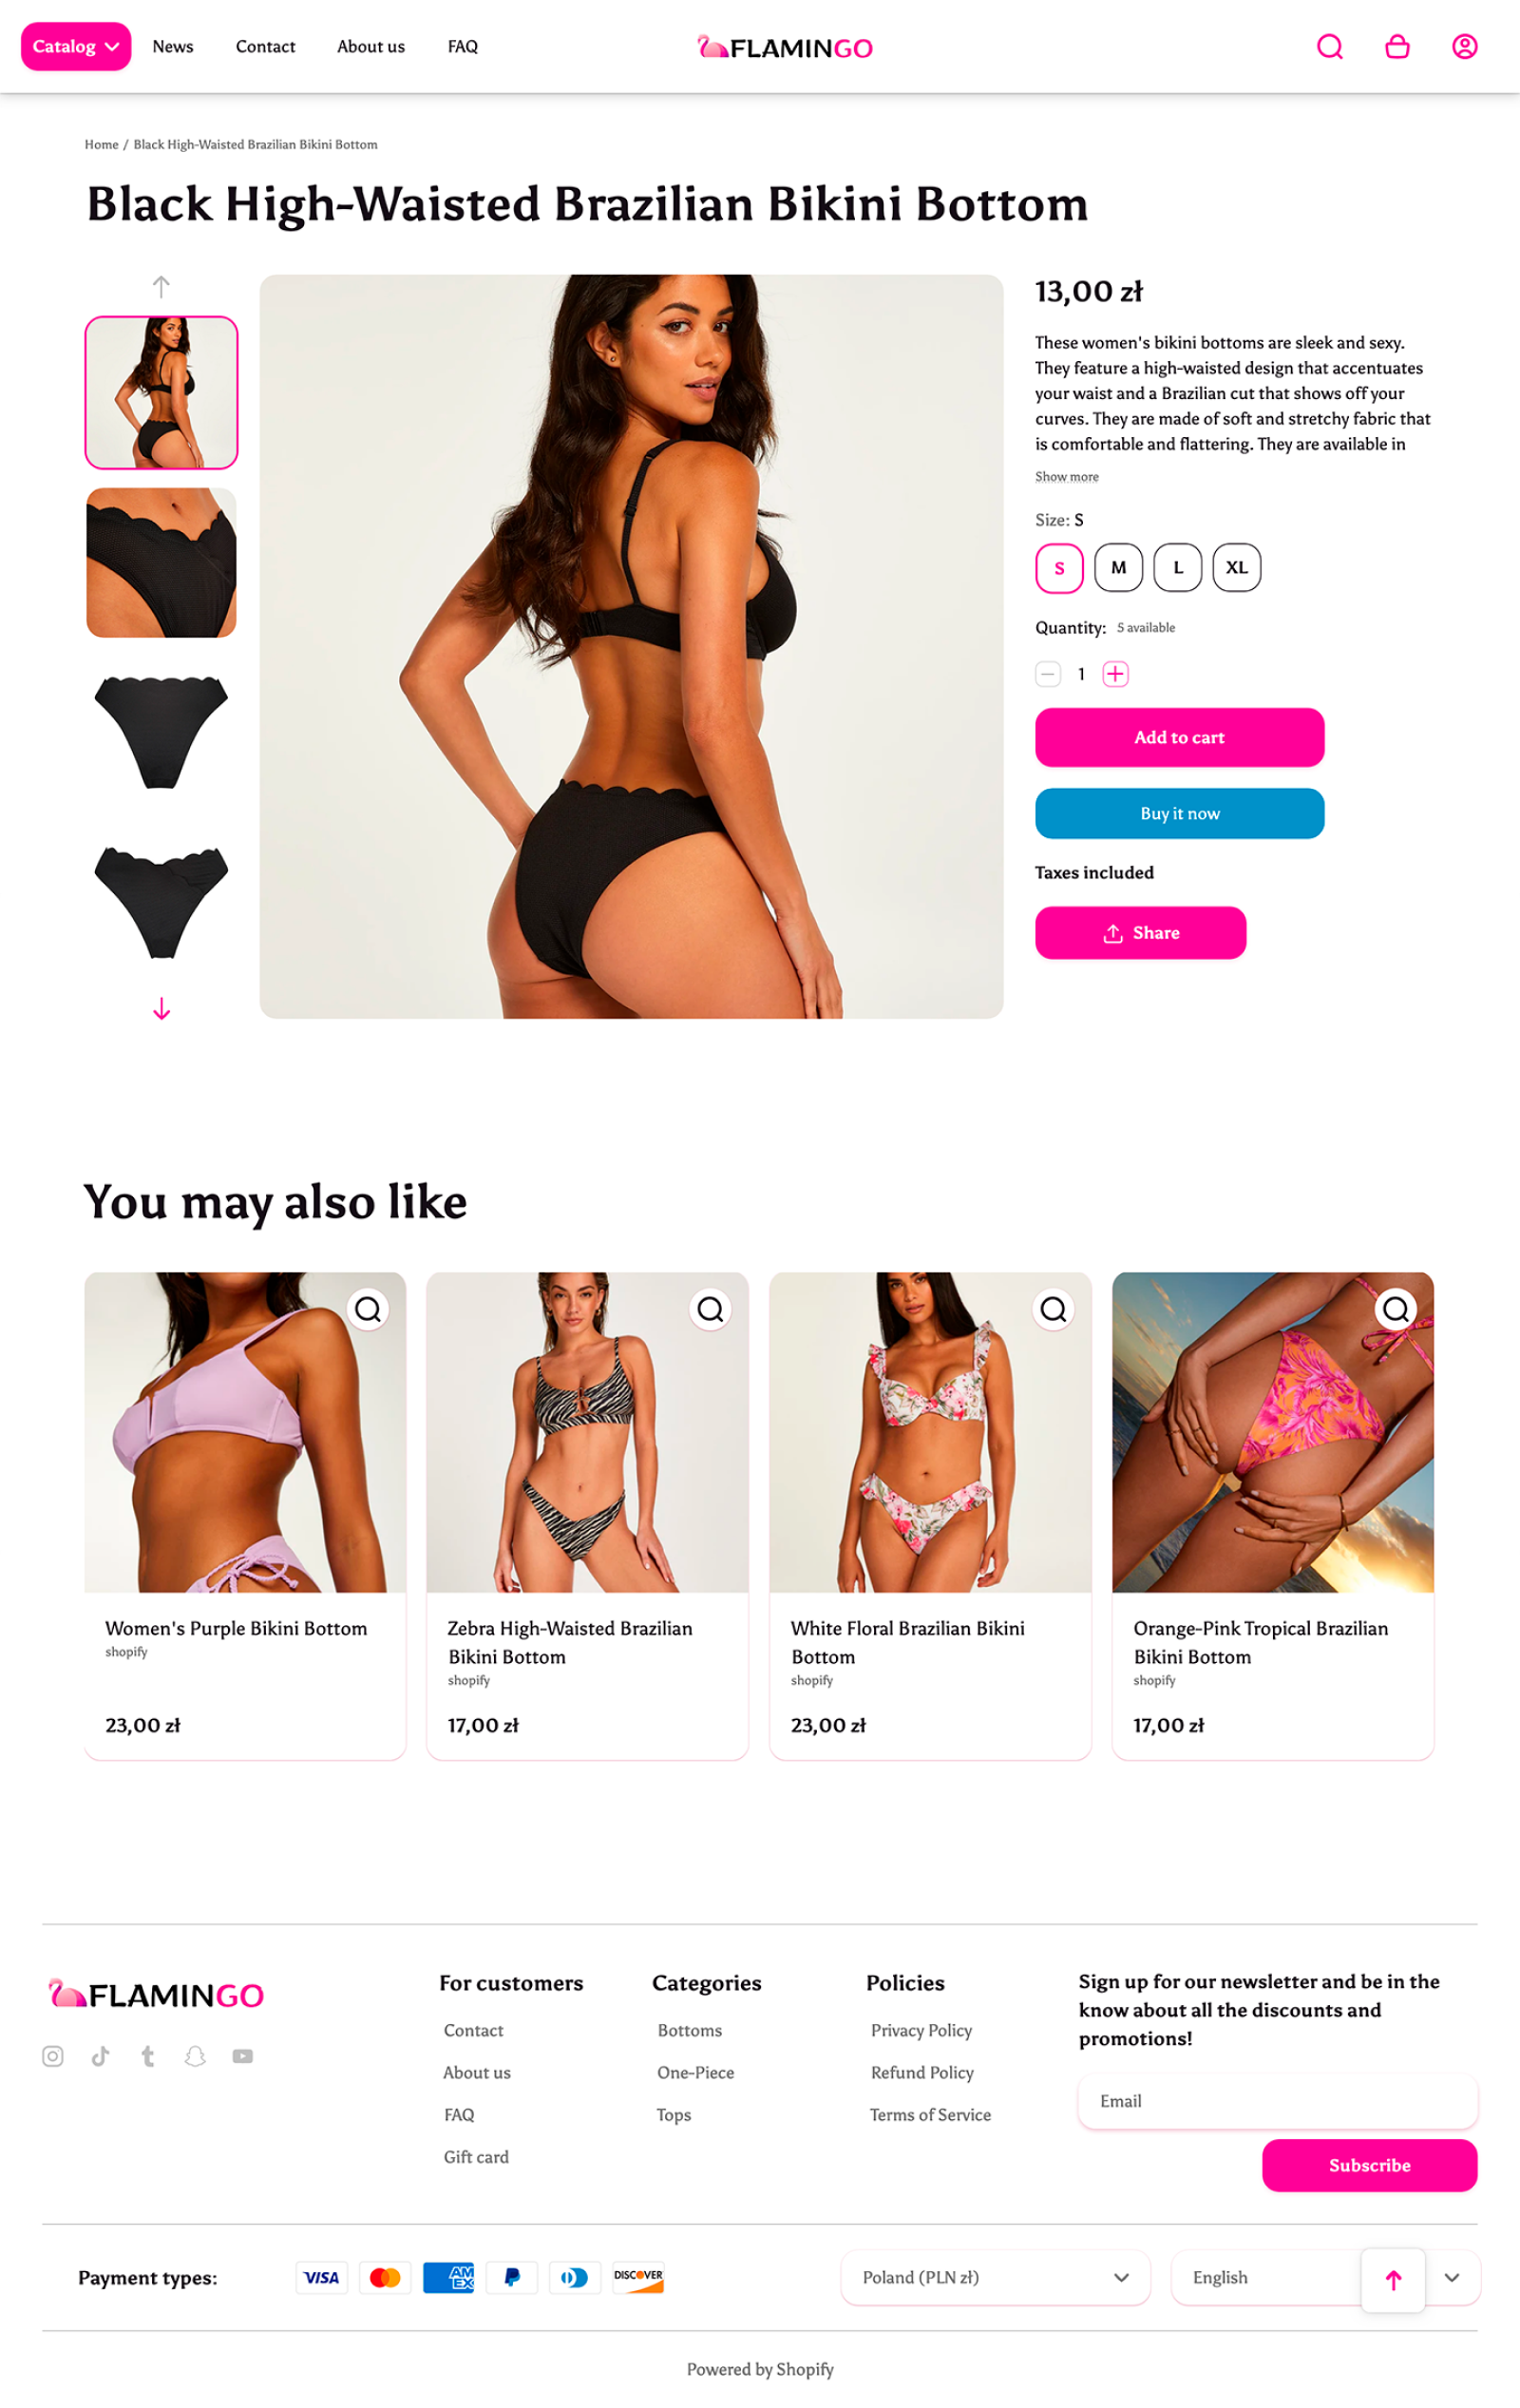 Catalog
News
Contact
About us
FAQ
FLAMINGO
Home / Black High-Waisted Brazilian Bikini Bottom
Black High-Waisted Brazilian Bikini Bottom
13,00 zł
These women's bikini bottoms are sleek and sexy.
They feature a high-waisted design that accentuates
your waist and a Brazilian cut that shows off your
curves. They are made of soft and stretchy fabric that
is comfortable and flattering. They are available in
Show more
Size: S
S
M
L
XL
Quantity: 5 available
1
Add to cart
Buy it now
Taxes included
Share
You may also like
Women's Purple Bikini Bottom
shopify
23,00 zł
Zebra High-Waisted Brazilian
Bikini Bottom
shopify
17,00 zł
White Floral Brazilian Bikini
Bottom
shopify
23,00 zł
Orange-Pink Tropical Brazilian
Bikini Bottom
shopify
17,00 zł
FLAMINGO
For customers
Contact
About us
FAQ
Gift card
Categories
Bottoms
One-Piece
Tops
Policies
Privacy Policy
Refund Policy
Terms of Service
Sign up for our newsletter and be in the
know about all the discounts and
promotions!
Email
Subscribe
Payment types:
VISA
AM
EX
DISCOVER
Poland (PLN zł)
English
Powered by Shopify